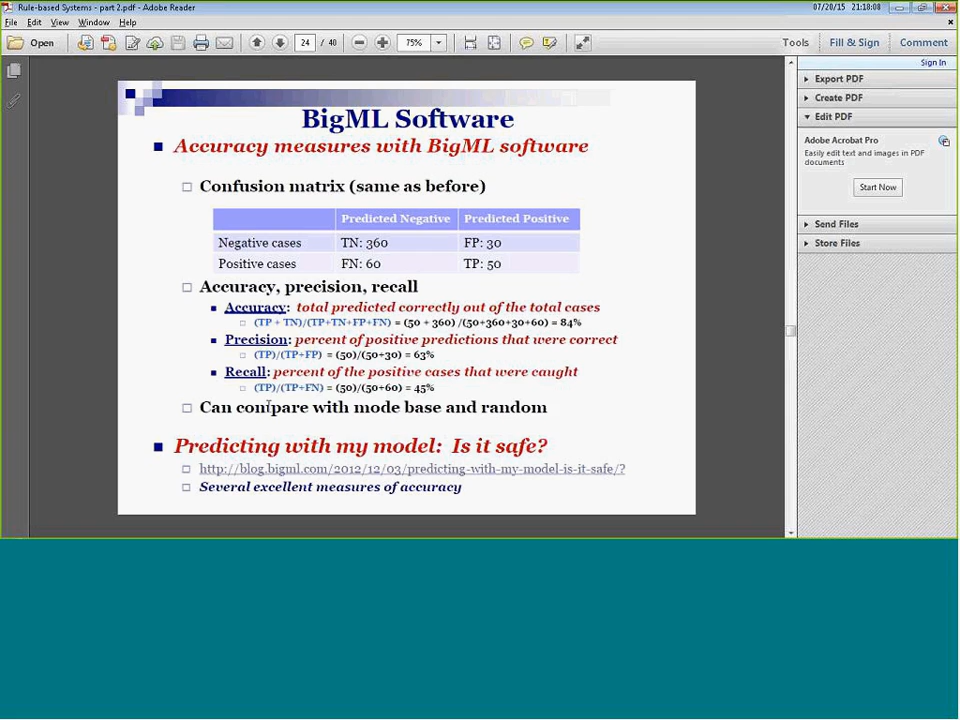 Rule-based Systems - part 2.pdf - Adobe Reader
07/20/15 21:18:08
File Edit View Window Help
Open
24 / 40
75%
Tools
Fill & Sign
Comment
Sign In
BigML Software
Accuracy measures with BigML software
Confusion matrix (same as before)
Predicted Negative Predicted Positive
Negative cases TN: 360 FP: 30
Positive cases FN: 60 TP: 50
Accuracy, precision, recall
Accuracy: total predicted correctly out of the total cases
(TP + TN)/(TP+TN+FP+FN) = (50 + 360) /(50+360+30+60) = 84%
Precision: percent of positive predictions that were correct
(TP)/(TP+FP) = (50)/(50+30) = 63%
Recall: percent of the positive cases that were caught
(TP)/(TP+FN) = (50)/(50+60) = 45%
Can compare with mode base and random
Predicting with my model: Is it safe?
http://blog.bigml.com/2012/12/03/predicting-with-my-model-is-it-safe/?
Several excellent measures of accuracy
Export PDF
Create PDF
Edit PDF
Adobe Acrobat Pro
Easily edit text and images in PDF
documents
Start Now
Send Files
Store Files